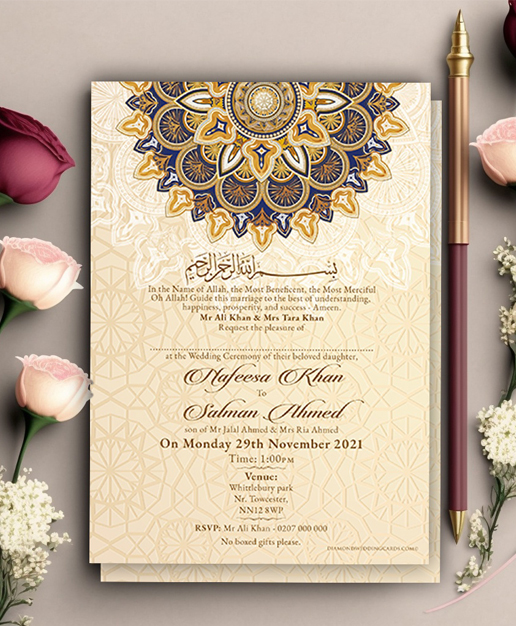 بسم الله الرحمن الرحيم
In the Name of Allah, the Most Beneficent, the Most Merciful
Oh Allah! Guide this marriage to the best of understanding,
happiness, prosperity, and success - Ameen.
Mr Ali Khan & Mrs Tara Khan
Request the pleasure of
at the Wedding Ceremony of their beloved daughter,
Nafeesa Khan
To
Salman Ahmed
son of Mr Jalal Ahmed & Mrs Ria Ahmed
On Monday 29th November 2021
Time: 1:00PM
Venue:
Whittlebury park
Nr. Towcester,
NN12 8WP
RSVP: Mr Ali Khan - 0207 000 000
No boxed gifts please.
DIAMONDWEDDINGCARDS.COM